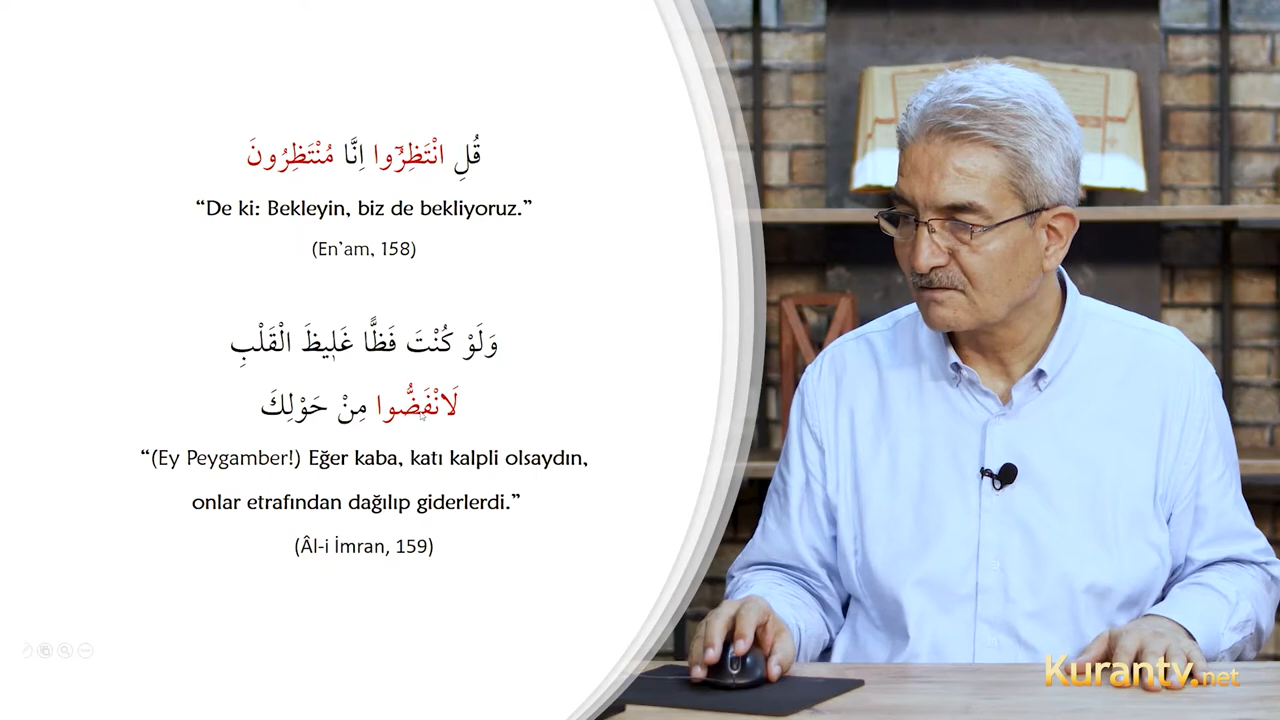 قُلِ انْتَظِرُٓوا اِنَّا مُنْتَظِرُونَ
“De ki: Bekleyin, biz de bekliyoruz.”
(En’am, 158)
وَلَوْ كُنْتَ فَظًّا غَلٖيظَ الْقَلْبِ
لَانْفَضُّوا مِنْ حَوْلِكَ
“(Ey Peygamber!) Eğer kaba, katı kalpli olsaydın,
onlar etrafından dağılıp giderlerdi.”
(Âl-i İmran, 159)
Kurantv.net